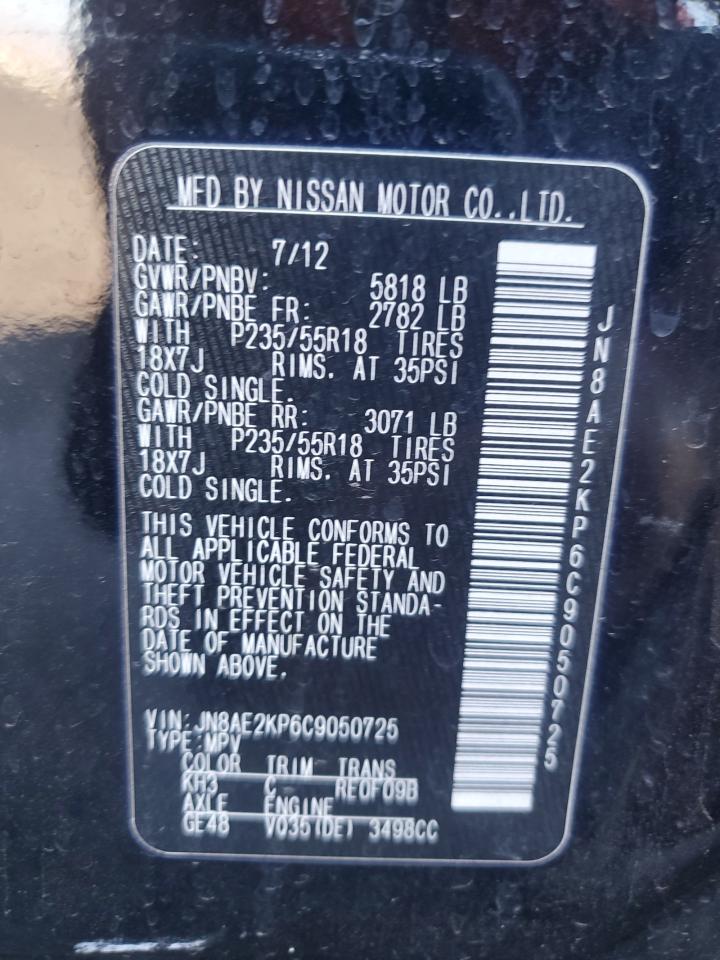 MFD BY NISSAN MOTOR CO.,LTD.
DATE: 7/12
GVWR/PNBV: 5818 LB
GAWR/PNBE FR: 2782 LB
WITH P235/55R18 TIRES
18X7J RIMS. AT 35PSI
COLD SINGLE.
GAWR/PNBE RR: 3071 LB
WITH P235/55R18 TIRES
18X7J RIMS. AT 35PSI
COLD SINGLE.
THIS VEHICLE CONFORMS TO
ALL APPLICABLE FEDERAL
MOTOR VEHICLE SAFETY AND
THEFT PREVENTION STANDA-
RDS IN EFFECT ON THE
DATE OF MANUFACTURE
SHOWN ABOVE.
VIN:JN8AE2KP6C9050725
TYPE:MPV
COLOR TRIM TRANS
KH3 C RE0F09B
AXLE ENGINE
GE48 VQ35(DE) 3498CC
JN8AE2KP6C9050725